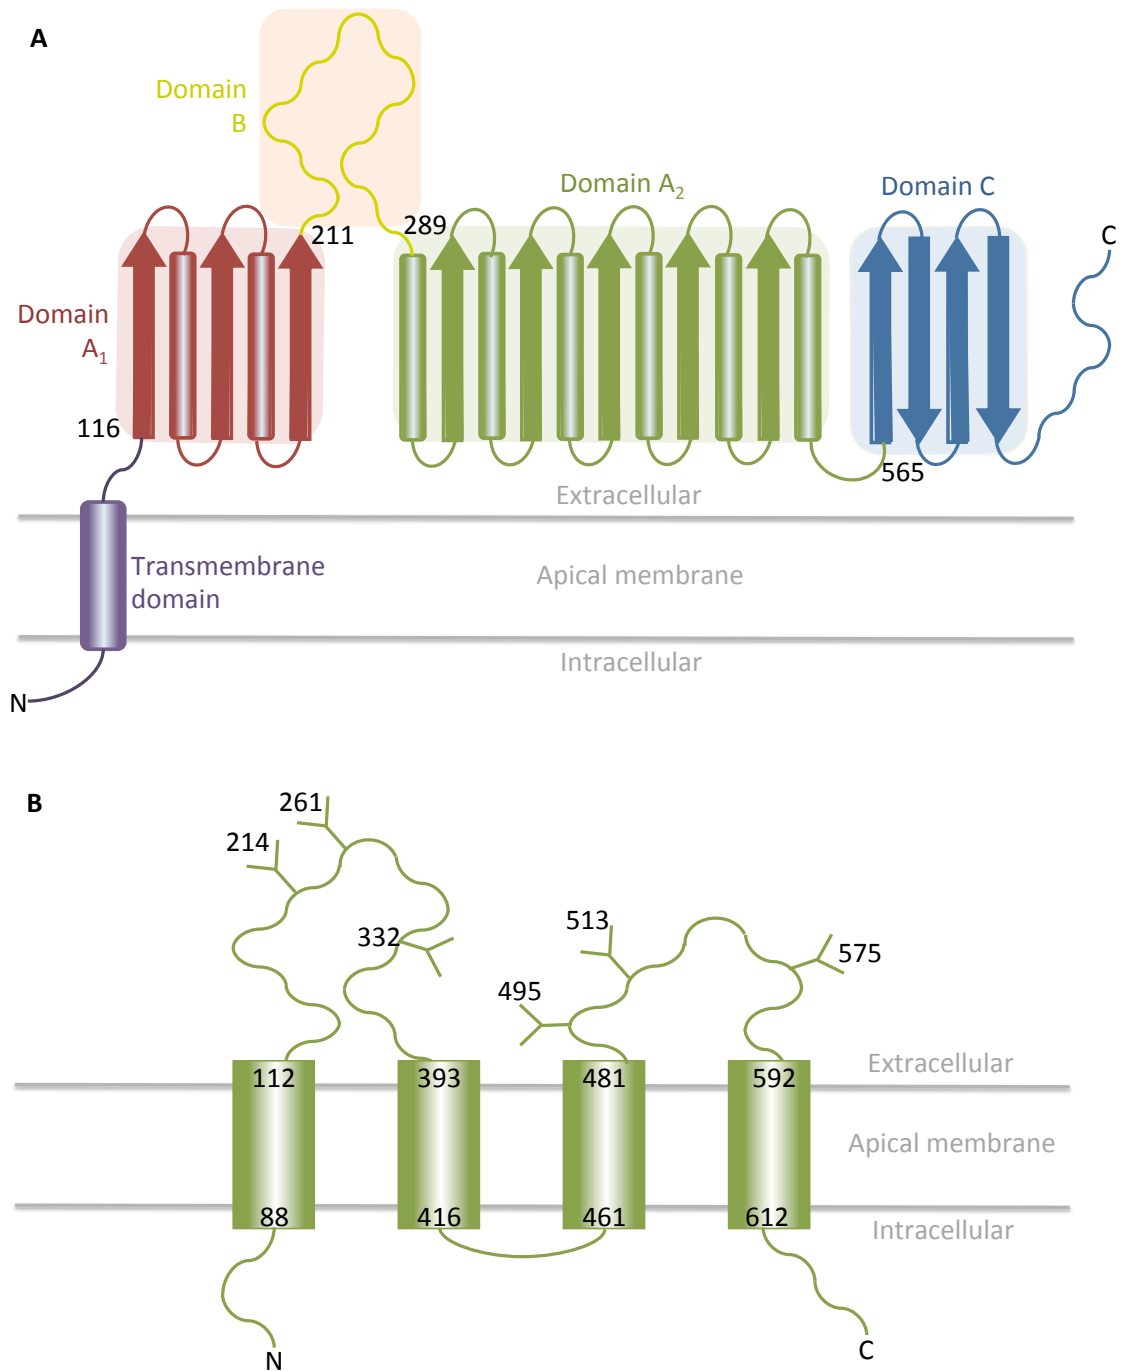 A
Domain
B
Domain A2
Domain C
211
289
C
Domain
A1
116
565
Extracellular
Transmembrane
domain
Apical membrane
Intracellular
N
B
261
214
332
513
575
495
112
393
481
592
Extracellular
Apical membrane
88
416
461
612
Intracellular
N
C